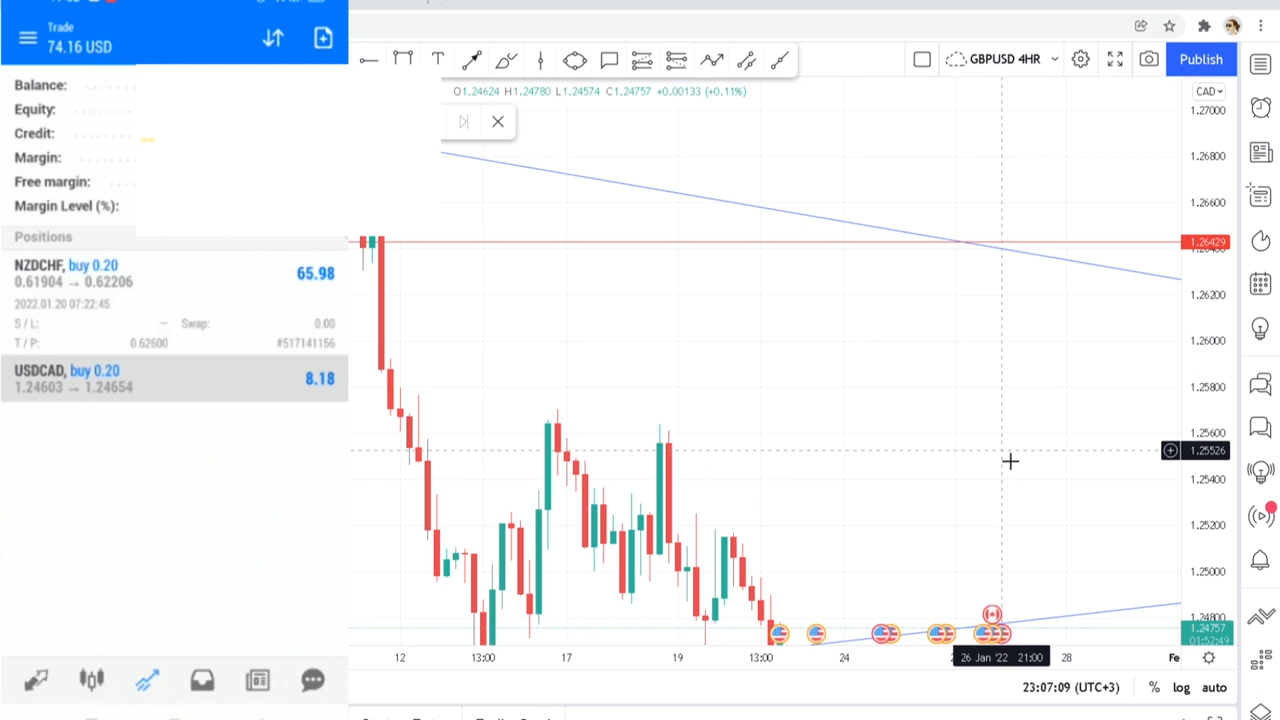 Trade
74.16 USD
Balance:
Equity:
Credit:
Margin:
Free margin:
Margin Level (%):
Positions
NZDCHF, buy 0.20
0.61904 → 0.62206
65.98
2022.01.20 07:22:45
S / L: – Swap: 0.00
T / P: 0.62600 #517141156
USDCAD, buy 0.20
1.24603 → 1.24654
8.18
T
GBPUSD 4HR
Publish
O1.24624 H1.24780 L1.24574 C1.24757 +0.00133 (+0.11%)
CAD
1.27000
1.26800
1.26600
1.26429
1.26200
1.26000
1.25800
1.25600
1.25526
1.25400
1.25200
1.25000
1.24757
01:52:49
12 13:00 17 19 13:00 24 26 Jan '22 21:00 28 Fe
23:07:09 (UTC+3) % log auto